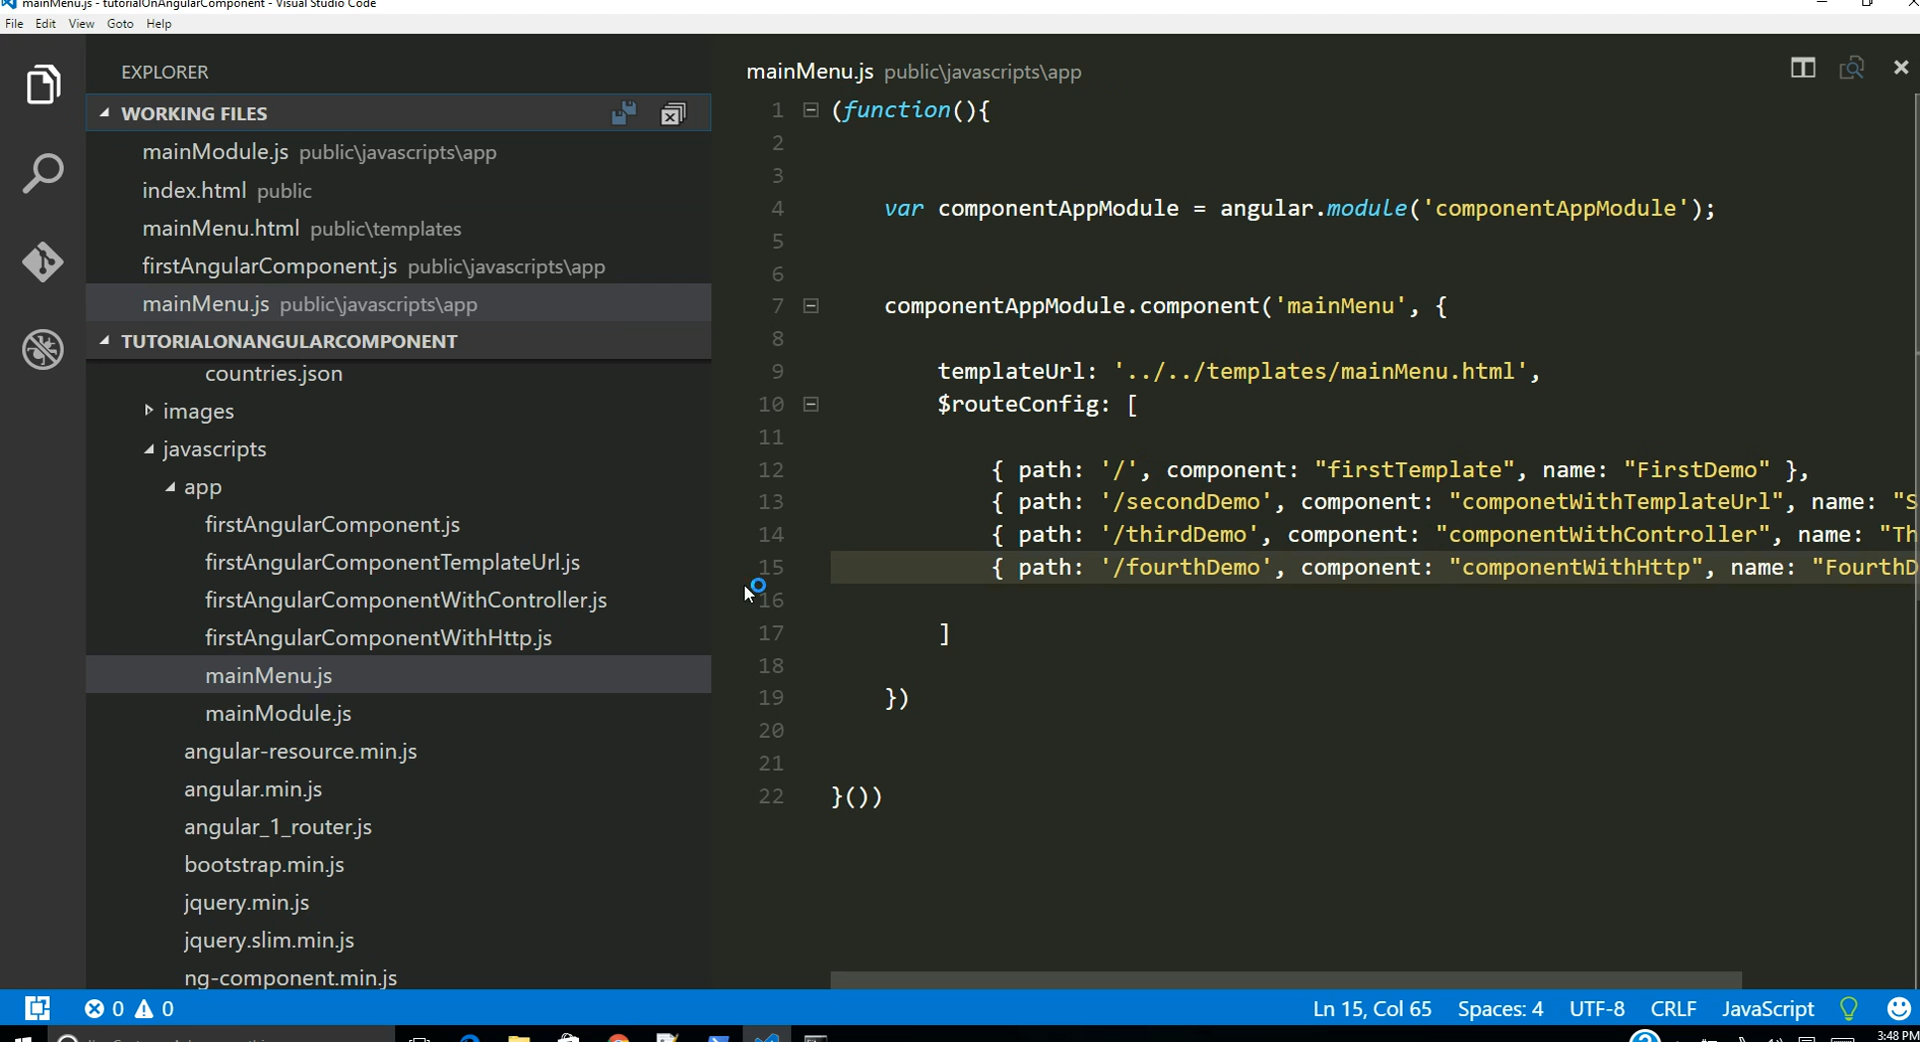 mainMenu.js - tutorialOnAngularComponent - Visual Studio Code
File Edit View Goto Help
EXPLORER
WORKING FILES
mainModule.js public\javascripts\app
index.html public
mainMenu.html public\templates
firstAngularComponent.js public\javascripts\app
mainMenu.js public\javascripts\app
TUTORIALONANGULARCOMPONENT
countries.json
images
javascripts
app
firstAngularComponent.js
firstAngularComponentTemplateUrl.js
firstAngularComponentWithController.js
firstAngularComponentWithHttp.js
mainMenu.js
mainModule.js
angular-resource.min.js
angular.min.js
angular_1_router.js
bootstrap.min.js
jquery.min.js
jquery.slim.min.js
ng-component.min.js
mainMenu.js public\javascripts\app
1 (function(){
2
3
4 var componentAppModule = angular.module('componentAppModule');
5
6
7 componentAppModule.component('mainMenu', {
8
9 templateUrl: '../../templates/mainMenu.html',
10 $routeConfig: [
11
12 { path: '/', component: "firstTemplate", name: "FirstDemo" },
13 { path: '/secondDemo', component: "componetWithTemplateUrl", name: "S
14 { path: '/thirdDemo', component: "componentWithController", name: "Th
15 { path: '/fourthDemo', component: "componentWithHttp", name: "FourthD
16
17 ]
18
19 })
20
21
22 }())
0 0 Ln 15, Col 65 Spaces: 4 UTF-8 CRLF JavaScript
3:48 PM